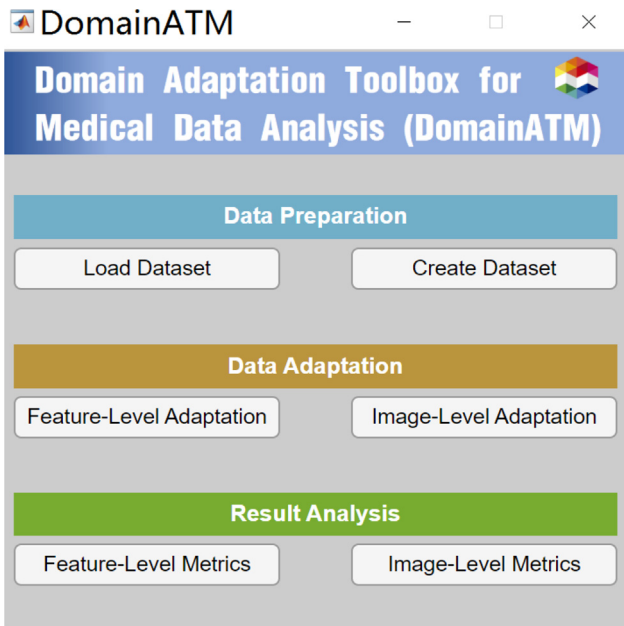 DomainATM
Domain Adaptation Toolbox for
Medical Data Analysis (DomainATM)
Data Preparation
Load Dataset
Create Dataset
Data Adaptation
Feature-Level Adaptation
Image-Level Adaptation
Result Analysis
Feature-Level Metrics
Image-Level Metrics